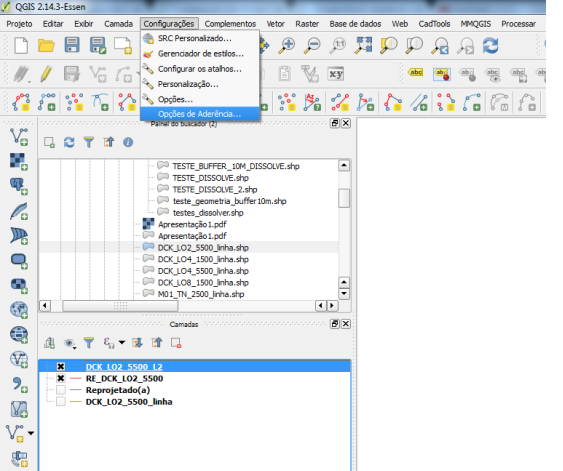 QGIS 2.14.3-Essen
Projeto Editar Exibir Camada Configurações Complementos Vetor Raster Base de dados Web CadTools MMQGIS Processar
SRC Personalizado...
Gerenciador de estilos...
Configurar os atalhos...
Personalização...
Opções...
Opções de Aderência...
Painel do buscador (2)
TESTE_BUFFER_10M_DISSOLVE.shp
TESTE_DISSOLVE.shp
TESTE_DISSOLVE_2.shp
teste_geometria_buffer10m.shp
testes_dissolver.shp
Apresentação1.pdf
Apresentação1.pdf
DCK_LO2_5500_linha.shp
DCK_LO4_1500_linha.shp
DCK_LO4_5500_linha.shp
DCK_LO8_1500_linha.shp
M01_TN_2500_linha.shp
Camadas
DCK_LO2_5500_L2
RE_DCK_LO2_5500
Reprojetado(a)
DCK_LO2_5500_linha